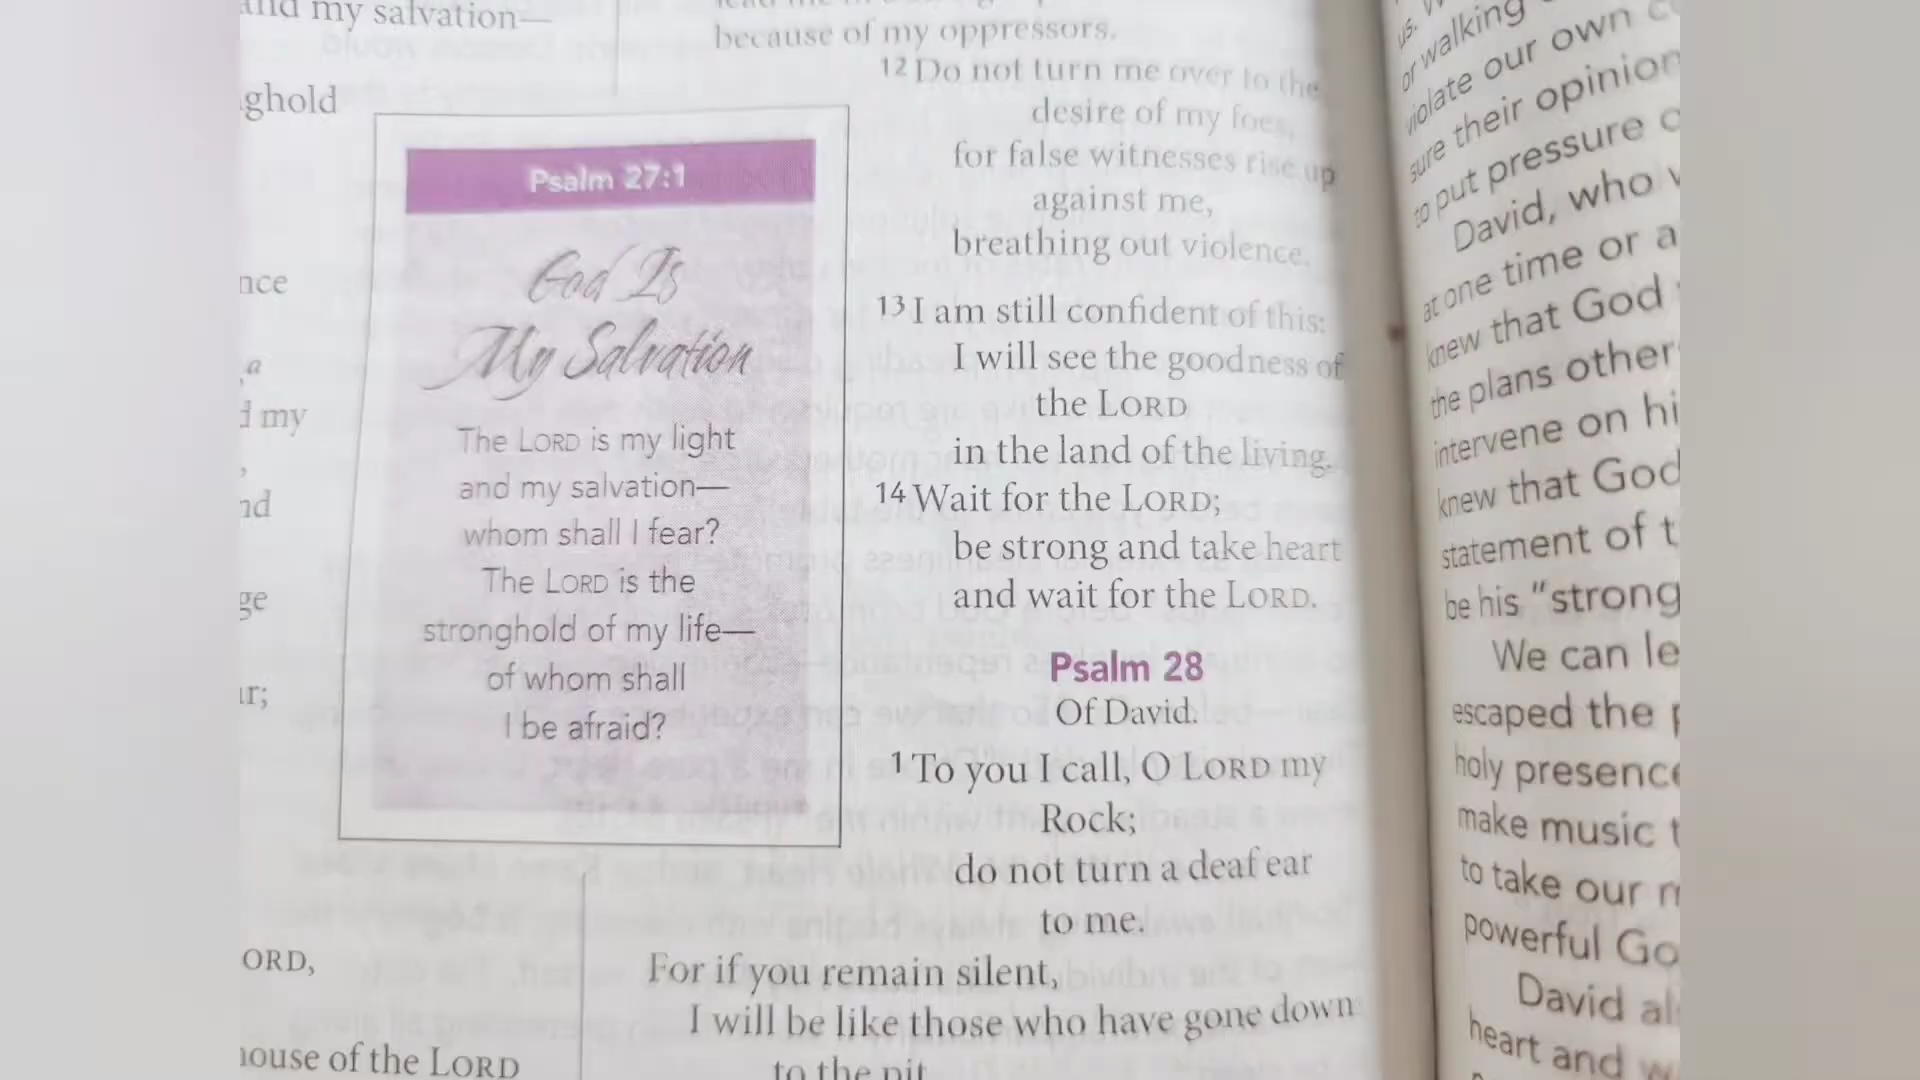 and my salvation—
ghold
nce
a
d my
nd
ge
ORD,
house of the LORD
Psalm 27:1
God Is
My Salvation
The LORD is my light
and my salvation—
whom shall I fear?
The LORD is the
stronghold of my life—
of whom shall
I be afraid?
because of my oppressors.
12 Do not turn me over to the
desire of my foes,
for false witnesses rise up
against me,
breathing out violence.
13 I am still confident of this:
I will see the goodness of
the LORD
in the land of the living.
14 Wait for the LORD;
be strong and take heart
and wait for the LORD.
Psalm 28
Of David.
1 To you I call, O LORD my
Rock;
do not turn a deaf ear
to me.
For if you remain silent,
I will be like those who have gone down
to the pit
us.
or walking
violate our own
sure their opinion
to put pressure
David, who
at one time or a
knew that God
the plans other
intervene on hi
knew that God
statement of t
be his "strong
We can le
escaped the
holy presence
make music t
to take our
powerful Go
David al
heart and w